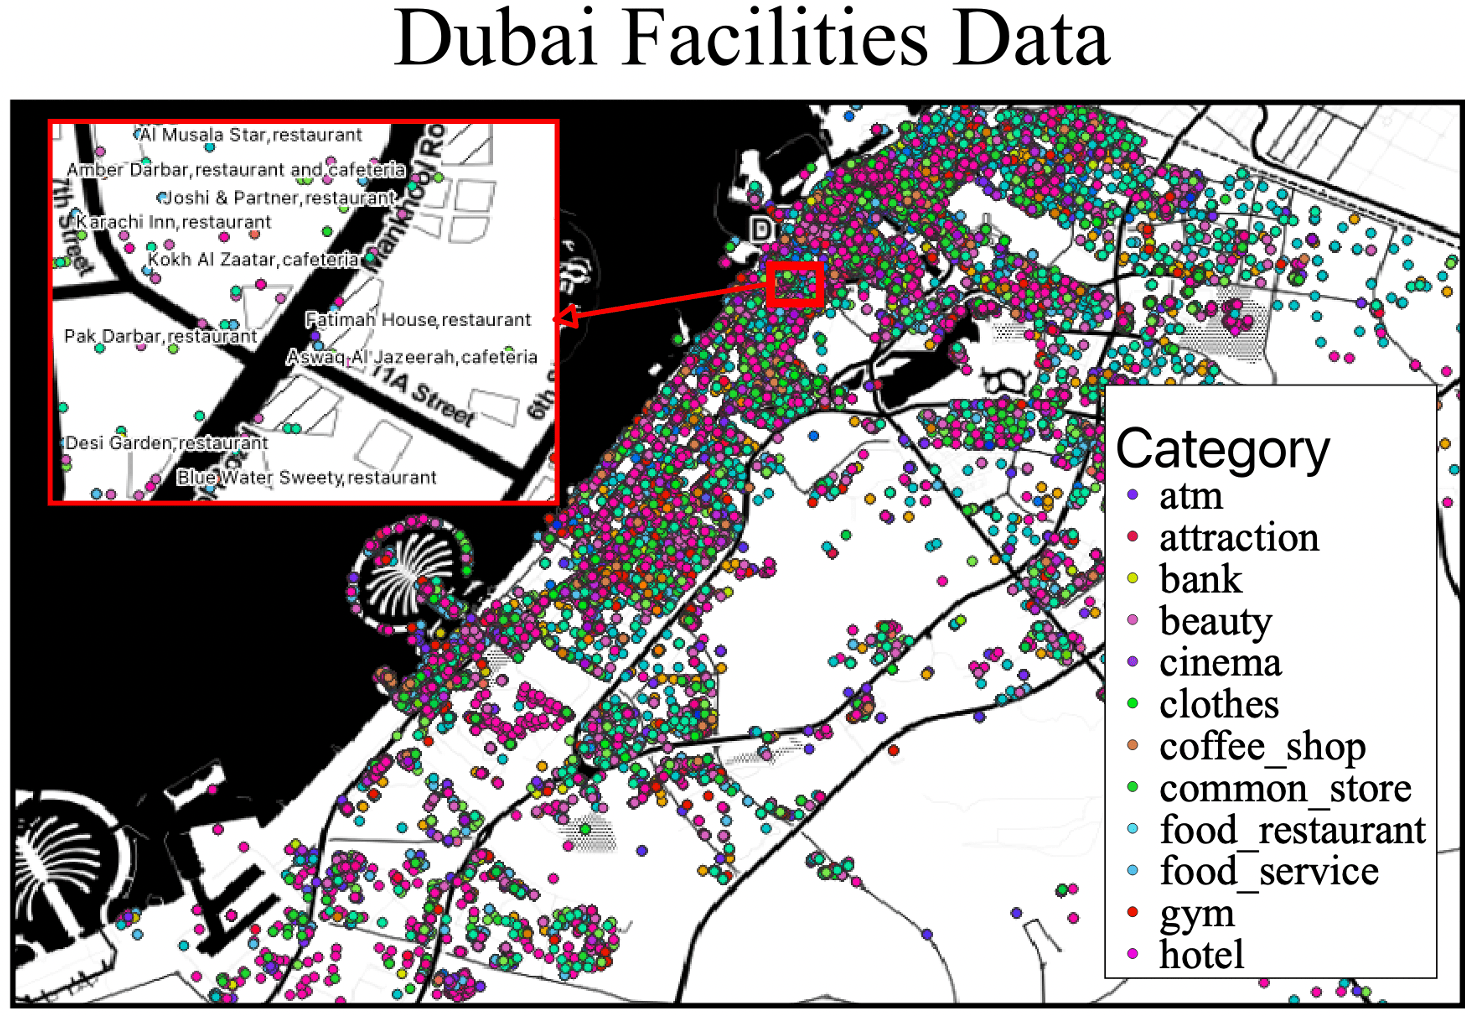 Dubai Facilities Data
Al Musala Star,restaurant
Amber Darbar,restaurant and cafeteria
Joshi & Partner,restaurant
Karachi Inn,restaurant
Kokh Al Zaatar,cafeteria
Fatimah House,restaurant
Pak Darbar,restaurant
Aswaq Al Jazeerah,cafeteria
Desi Garden,restaurant
Blue Water Sweety,restaurant
Mankhool Ro
Street
11A Street
6th
D
Category
atm
attraction
bank
beauty
cinema
clothes
coffee_shop
common_store
food_restaurant
food_service
gym
hotel